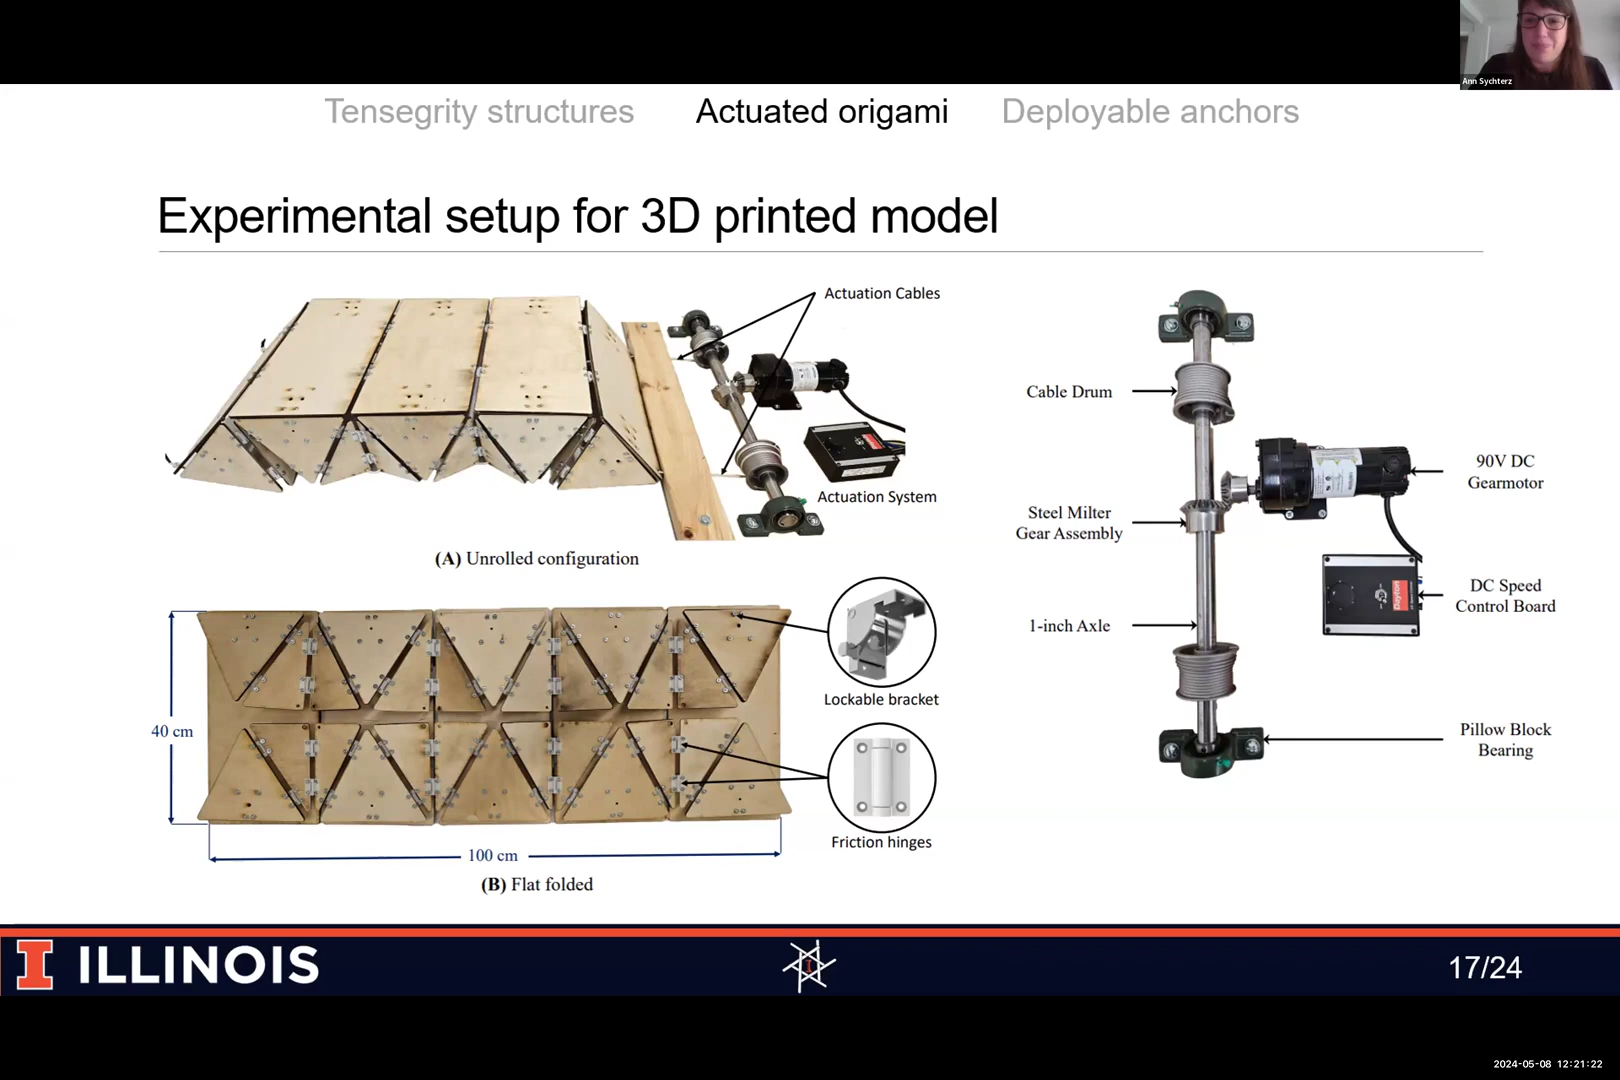 Ann Sychterz
Tensegrity structures
Actuated origami
Deployable anchors
Experimental setup for 3D printed model
Actuation Cables
Actuation System
(A) Unrolled configuration
Cable Drum
90V DC
Gearmotor
Steel Milter
Gear Assembly
DC Speed
Control Board
Dayton
1-inch Axle
Pillow Block
Bearing
40 cm
Lockable bracket
Friction hinges
100 cm
(B) Flat folded
I ILLINOIS
I
17/24
2024-05-08 12:21:22